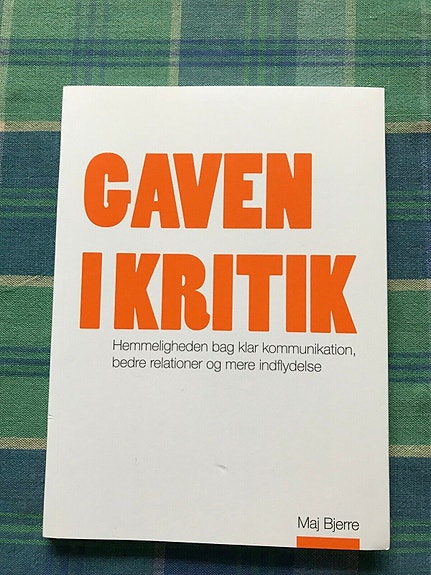 GAVEN
I KRITIK
Hemmeligheden bag klar kommunikation,
bedre relationer og mere indflydelse
Maj Bjerre